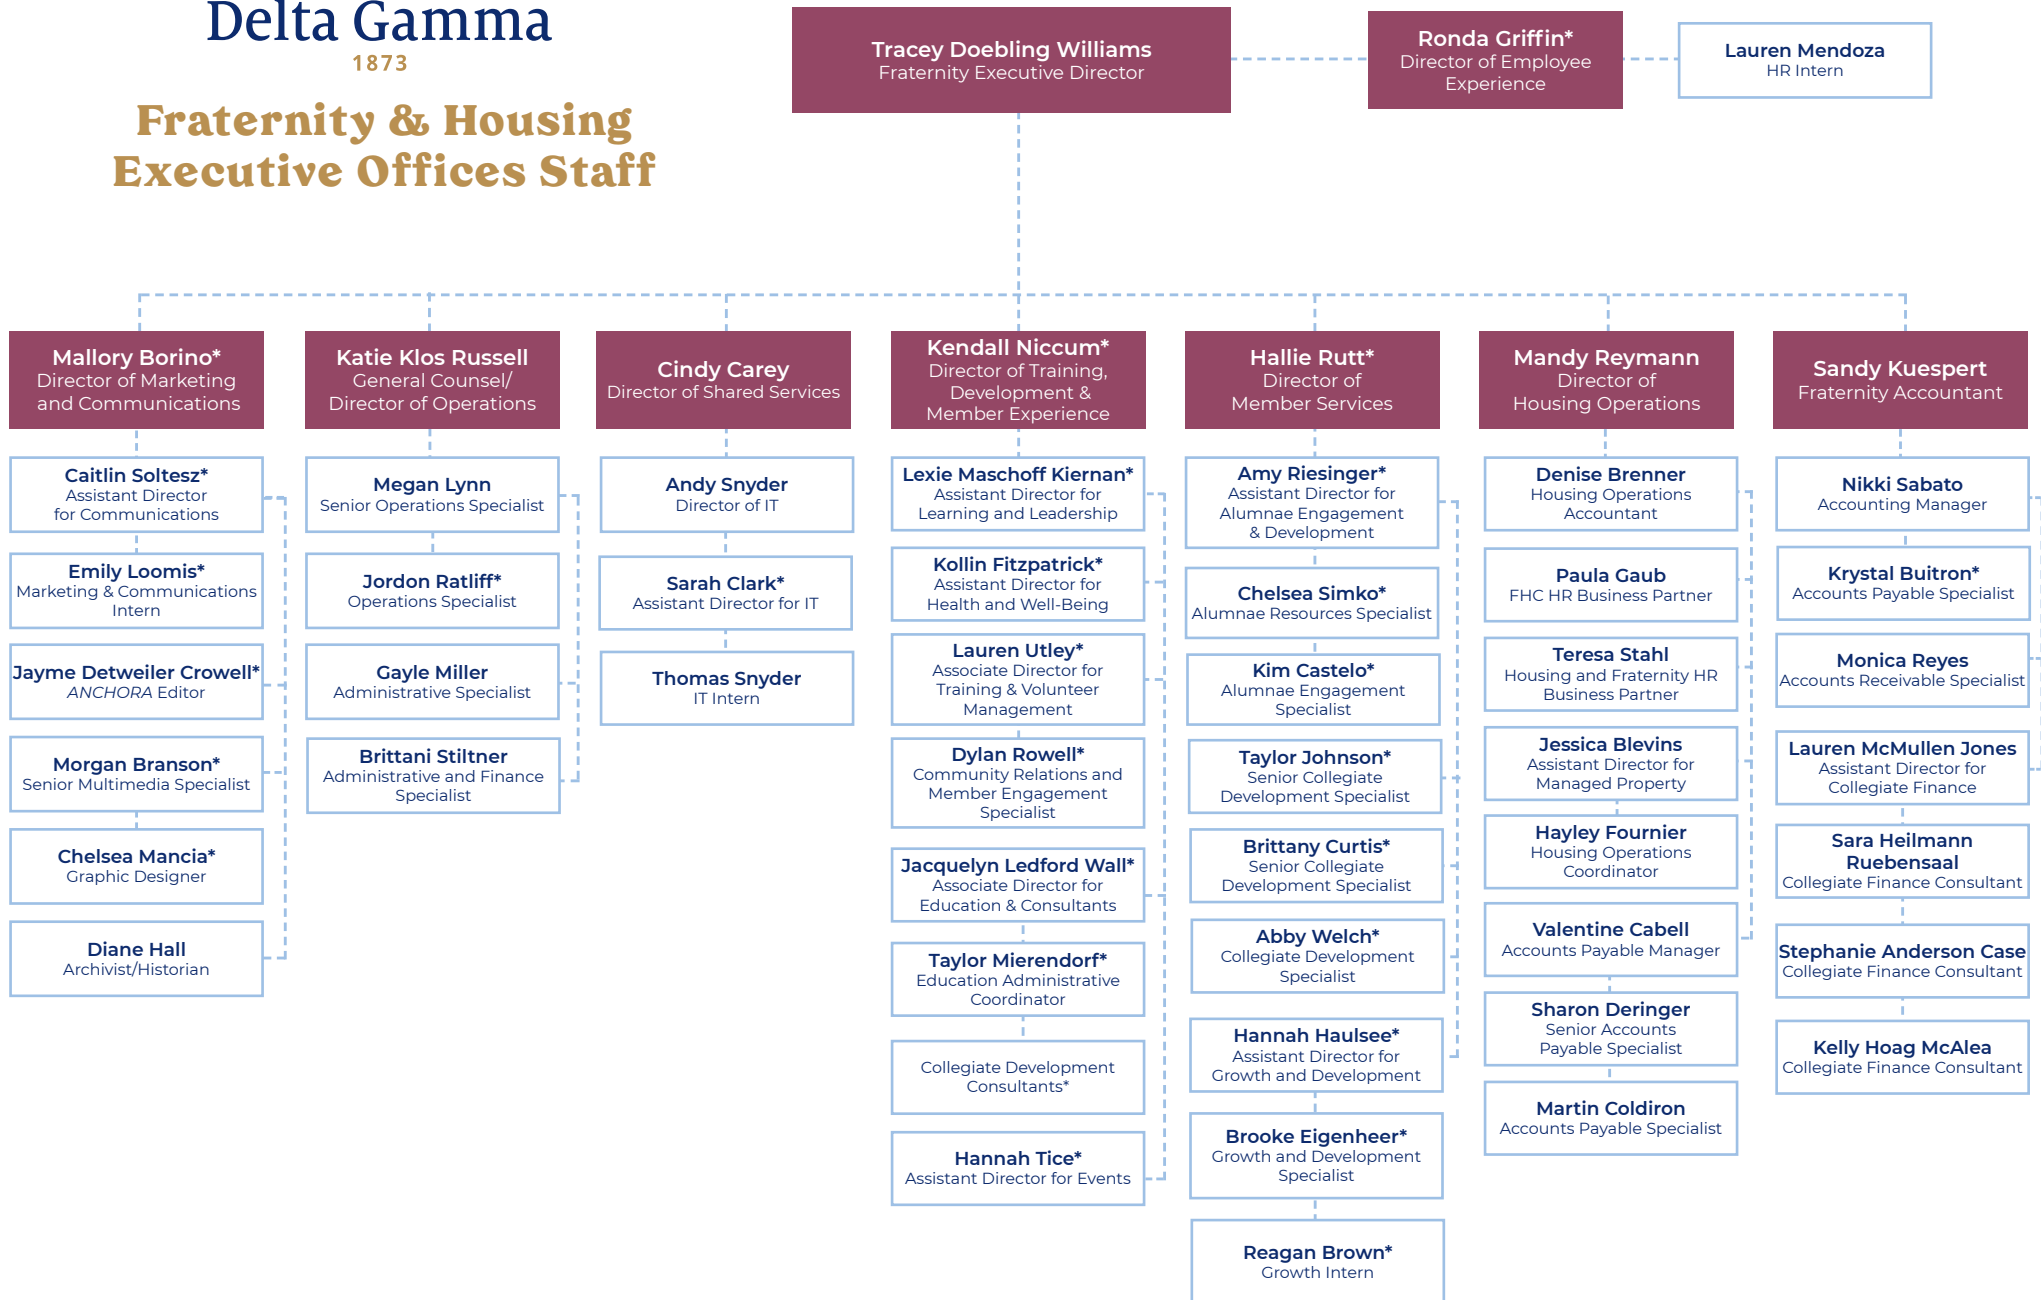 Delta Gamma
1873
Fraternity & Housing
Executive Offices Staff
Tracey Doebling Williams
Fraternity Executive Director
Ronda Griffin*
Director of Employee
Experience
Lauren Mendoza
HR Intern
Mallory Borino*
Director of Marketing
and Communications
Caitlin Soltesz*
Assistant Director
for Communications
Emily Loomis*
Marketing & Communications
Intern
Jayme Detweiler Crowell*
ANCHORA Editor
Morgan Branson*
Senior Multimedia Specialist
Chelsea Mancia*
Graphic Designer
Diane Hall
Archivist/Historian
Katie Klos Russell
General Counsel/
Director of Operations
Megan Lynn
Senior Operations Specialist
Jordon Ratliff*
Operations Specialist
Gayle Miller
Administrative Specialist
Brittani Stiltner
Administrative and Finance
Specialist
Cindy Carey
Director of Shared Services
Andy Snyder
Director of IT
Sarah Clark*
Assistant Director for IT
Thomas Snyder
IT Intern
Kendall Niccum*
Director of Training,
Development &
Member Experience
Lexie Maschoff Kiernan*
Assistant Director for
Learning and Leadership
Kollin Fitzpatrick*
Assistant Director for
Health and Well-Being
Lauren Utley*
Associate Director for
Training & Volunteer
Management
Dylan Rowell*
Community Relations and
Member Engagement
Specialist
Jacquelyn Ledford Wall*
Associate Director for
Education & Consultants
Taylor Mierendorf*
Education Administrative
Coordinator
Collegiate Development
Consultants*
Hannah Tice*
Assistant Director for Events
Hallie Rutt*
Director of
Member Services
Amy Riesinger*
Assistant Director for
Alumnae Engagement
& Development
Chelsea Simko*
Alumnae Resources Specialist
Kim Castelo*
Alumnae Engagement
Specialist
Taylor Johnson*
Senior Collegiate
Development Specialist
Brittany Curtis*
Senior Collegiate
Development Specialist
Abby Welch*
Collegiate Development
Specialist
Hannah Haulsee*
Assistant Director for
Growth and Development
Brooke Eigenheer*
Growth and Development
Specialist
Reagan Brown*
Growth Intern
Mandy Reymann
Director of
Housing Operations
Denise Brenner
Housing Operations
Accountant
Paula Gaub
FHC HR Business Partner
Teresa Stahl
Housing and Fraternity HR
Business Partner
Jessica Blevins
Assistant Director for
Managed Property
Hayley Fournier
Housing Operations
Coordinator
Valentine Cabell
Accounts Payable Manager
Sharon Deringer
Senior Accounts
Payable Specialist
Martin Coldiron
Accounts Payable Specialist
Sandy Kuespert
Fraternity Accountant
Nikki Sabato
Accounting Manager
Krystal Buitron*
Accounts Payable Specialist
Monica Reyes
Accounts Receivable Specialist
Lauren McMullen Jones
Assistant Director for
Collegiate Finance
Sara Heilmann
Ruebensaal
Collegiate Finance Consultant
Stephanie Anderson Case
Collegiate Finance Consultant
Kelly Hoag McAlea
Collegiate Finance Consultant